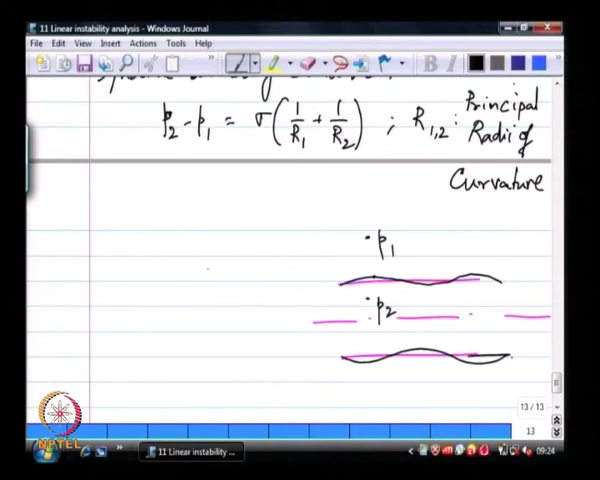 11 Linear instability analysis - Windows Journal
File Edit View Insert Actions Tools Help
p₂ - p₁ = σ(1/R₁ + 1/R₂) ; R₁,₂ : Principal
Radii of
Curvature
p₁
p₂
13 / 13
13
NPTEL
11 Linear instability ...
09:24